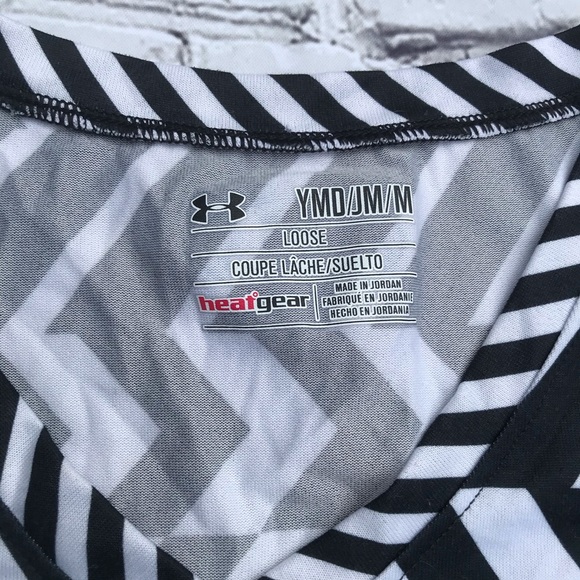 YMD/JM/M
LOOSE
COUPE LÂCHE/SUELTO
heatgear
MADE IN JORDAN
FABRIQUÉ EN JORDANIE
HECHO EN JORDANIA